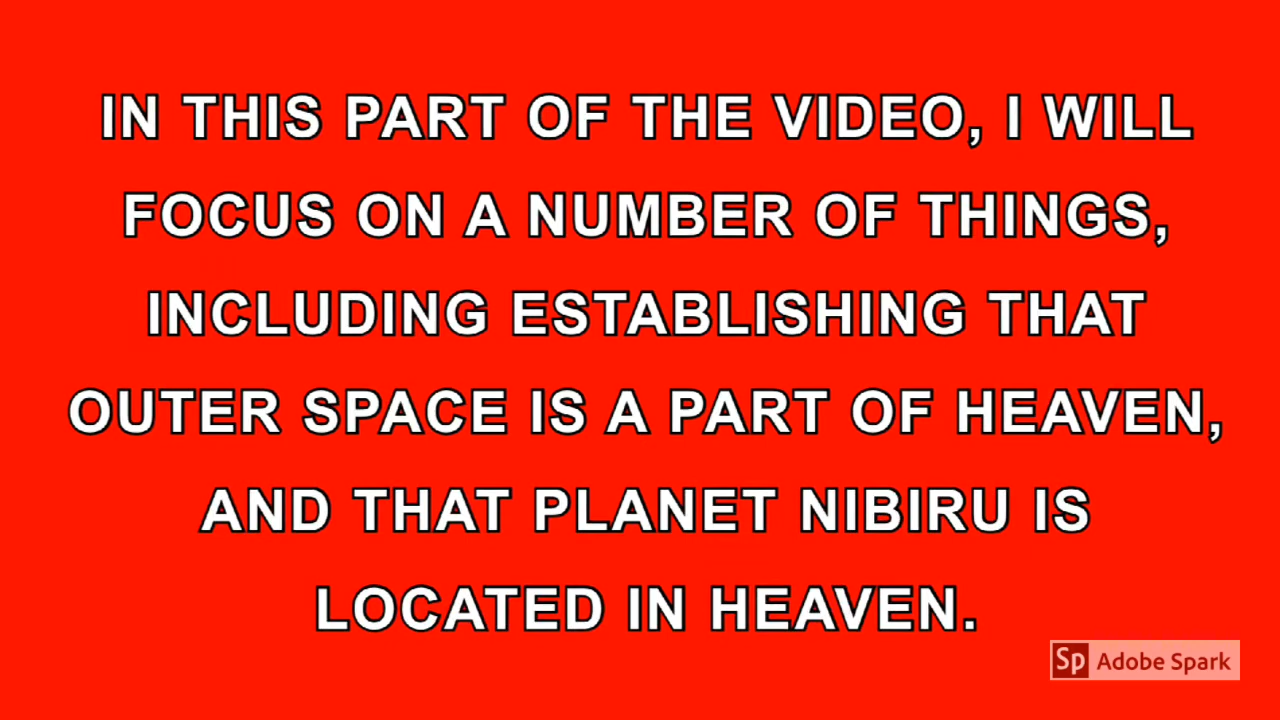 IN THIS PART OF THE VIDEO, I WILL
FOCUS ON A NUMBER OF THINGS,
INCLUDING ESTABLISHING THAT
OUTER SPACE IS A PART OF HEAVEN,
AND THAT PLANET NIBIRU IS
LOCATED IN HEAVEN.
Sp Adobe Spark